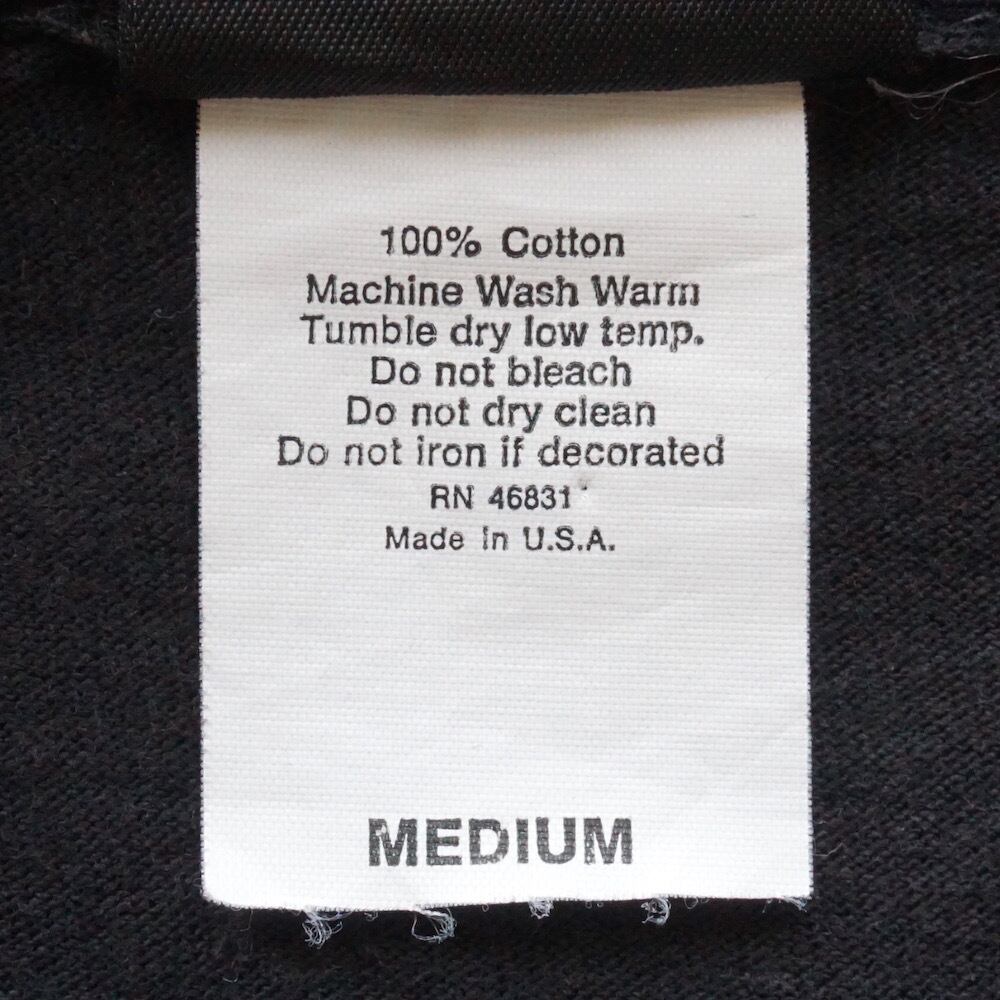 100% Cotton
Machine Wash Warm
Tumble dry low temp.
Do not bleach
Do not dry clean
Do not iron if decorated
RN 46831
Made in U.S.A.
MEDIUM